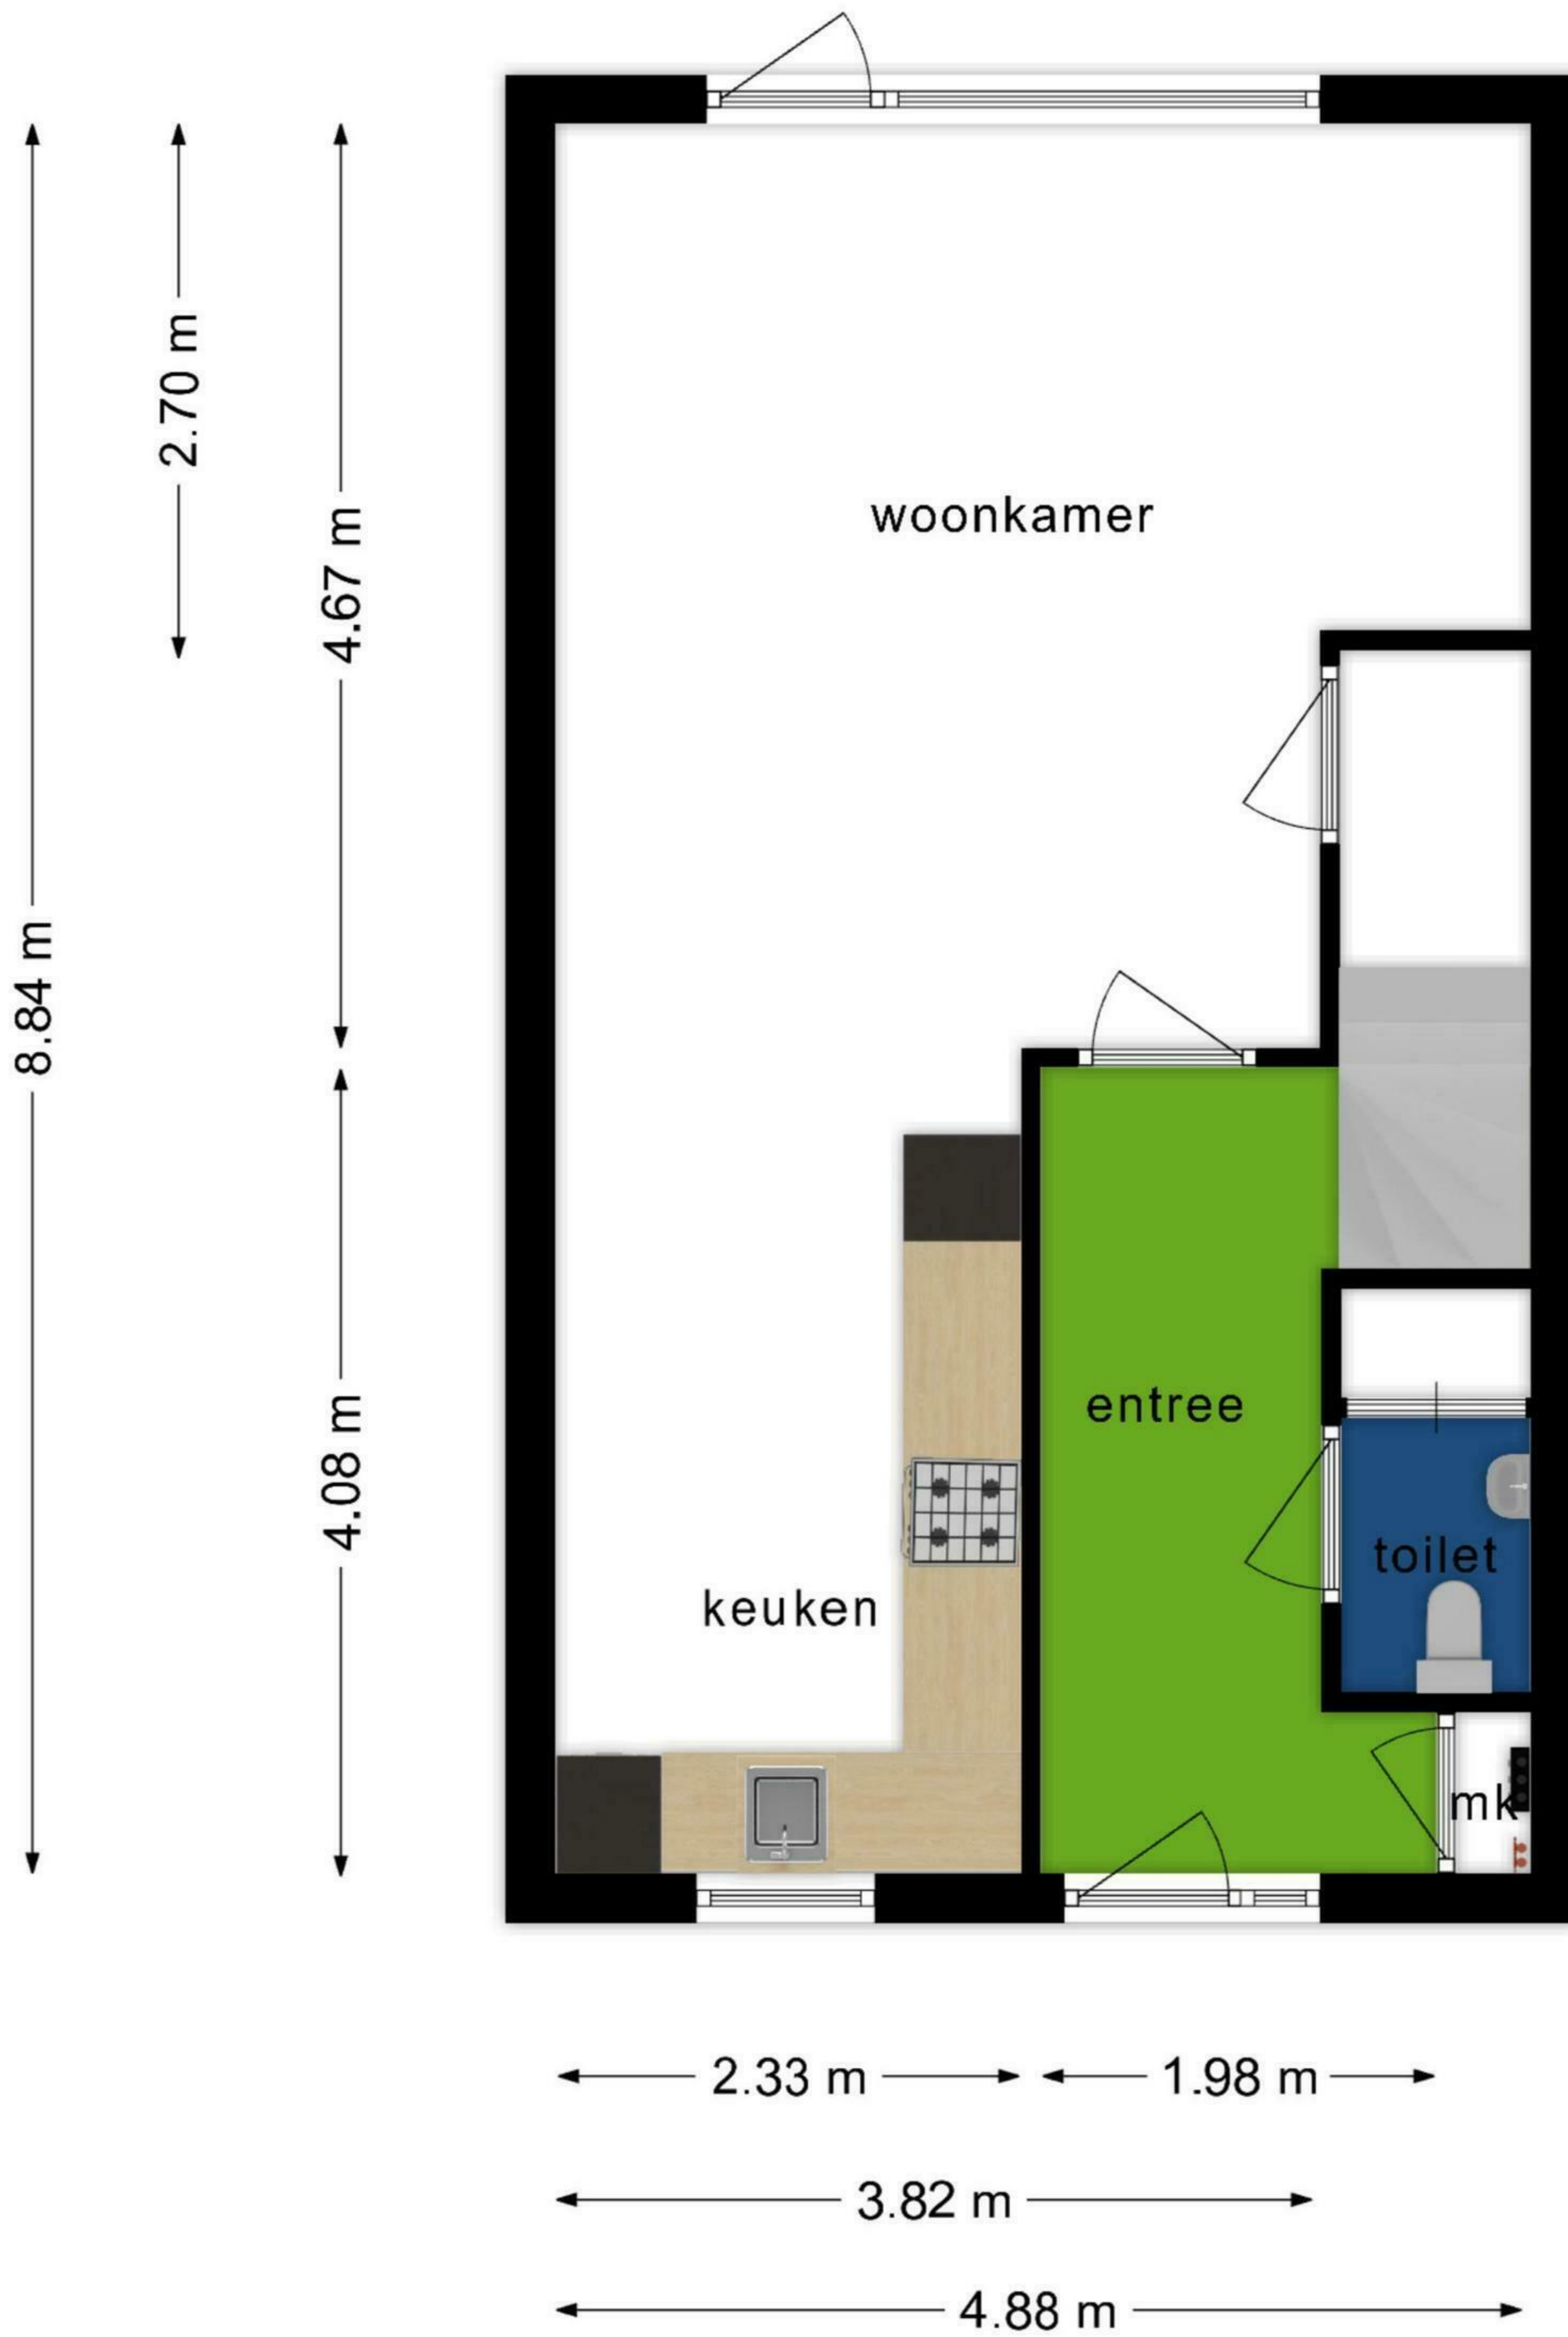 2.70 m
4.67 m
woonkamer
8.84 m
entree
4.08 m
toilet
keuken
mk
2.33 m
1.98 m
3.82 m
4.88 m